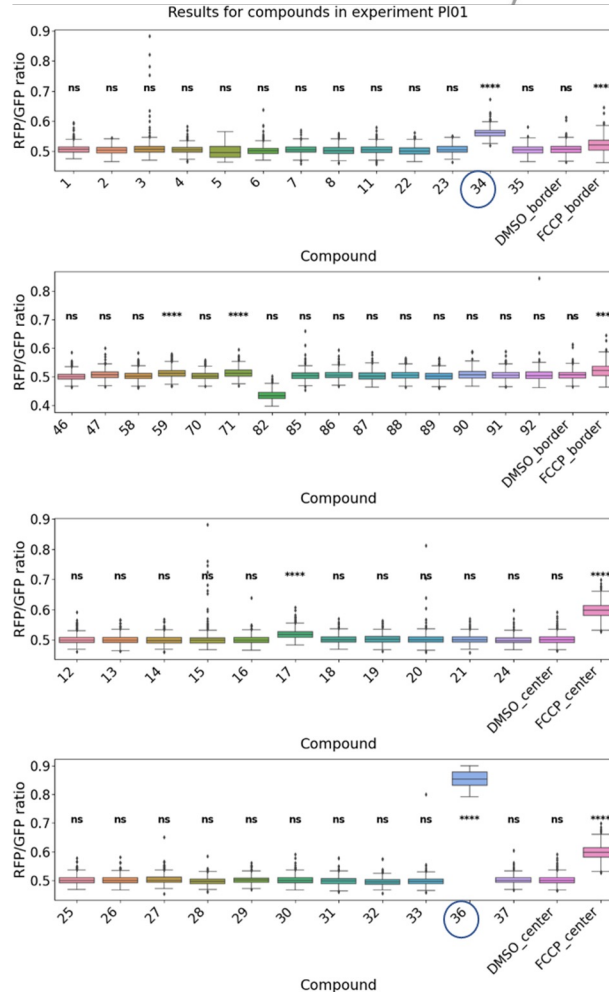 Results for compounds in experiment PI01
0.9
0.8
0.7
0.6
0.5
RFP/GFP ratio
ns ns ns ns ns ns ns ns ns ns ns **** ns ns ****
1 2 3 4 5 6 7 8 11 22 23 34 35 DMSO_border FCCP_border
Compound
0.8
0.7
0.6
0.5
0.4
RFP/GFP ratio
ns ns ns **** ns **** ns ns ns ns ns ns ns ns ns ns ***
46 47 58 59 70 71 82 85 86 87 88 89 90 91 92 DMSO_border FCCP_border
Compound
0.9
0.8
0.7
0.6
0.5
RFP/GFP ratio
ns ns ns ns ns **** ns ns ns ns ns ns ****
12 13 14 15 16 17 18 19 20 21 24 DMSO_center FCCP_center
Compound
0.9
0.8
0.7
0.6
0.5
RFP/GFP ratio
ns ns ns ns ns ns ns ns ns **** ns ns ****
25 26 27 28 29 30 31 32 33 36 37 DMSO_center FCCP_center
Compound